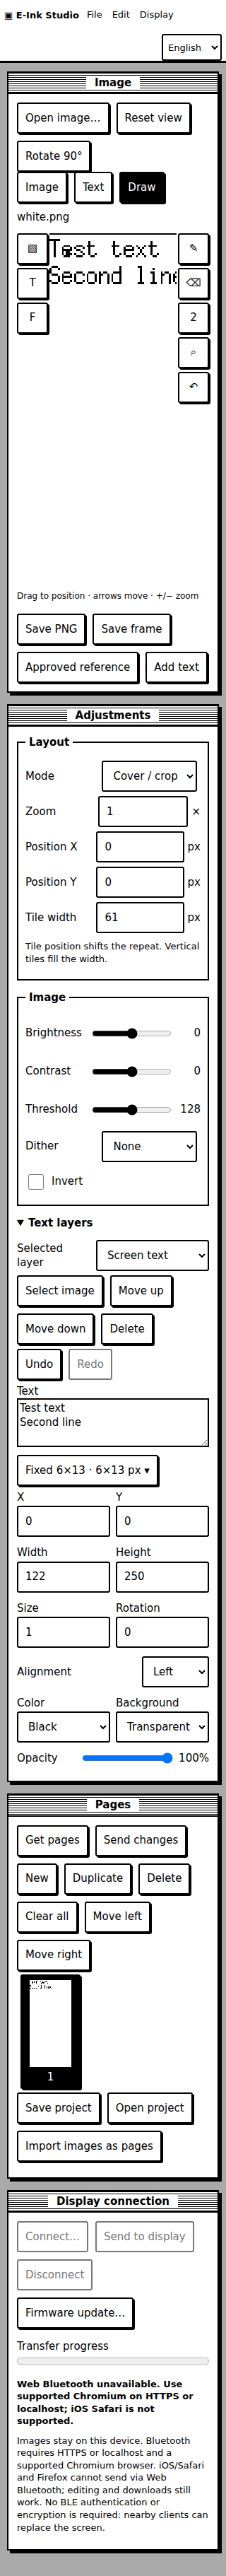 ▣ E-Ink Studio File Edit Display
English
Image
Open image… Reset view
Rotate 90°
Image Text Draw
white.png
▧ Test text ✎
T Second line ⌫
F 2
⌕
↶
Drag to position · arrows move · +/− zoom
Save PNG Save frame
Approved reference Add text
Adjustments
Layout
Mode Cover / crop
Zoom 1 ×
Position X 0 px
Position Y 0 px
Tile width 61 px
Tile position shifts the repeat. Vertical
tiles fill the width.
Image
Brightness 0
Contrast 0
Threshold 128
Dither None
Invert
▼ Text layers
Selected
layer Screen text
Select image Move up
Move down Delete
Undo Redo
Text
Test text
Second line
Fixed 6×13 · 6×13 px ▾
X Y
0 0
Width Height
122 250
Size Rotation
1 0
Alignment Left
Color Background
Black Transparent
Opacity 100%
Pages
Get pages Send changes
New Duplicate Delete
Clear all Move left
Move right
1
Save project Open project
Import images as pages
Display connection
Connect… Send to display
Disconnect
Firmware update…
Transfer progress
Web Bluetooth unavailable. Use
supported Chromium on HTTPS or
localhost; iOS Safari is not
supported.
Images stay on this device. Bluetooth
requires HTTPS or localhost and a
supported Chromium browser. iOS/Safari
and Firefox cannot send via Web
Bluetooth; editing and downloads still
work. No BLE authentication or
encryption is required: nearby clients can
replace the screen.